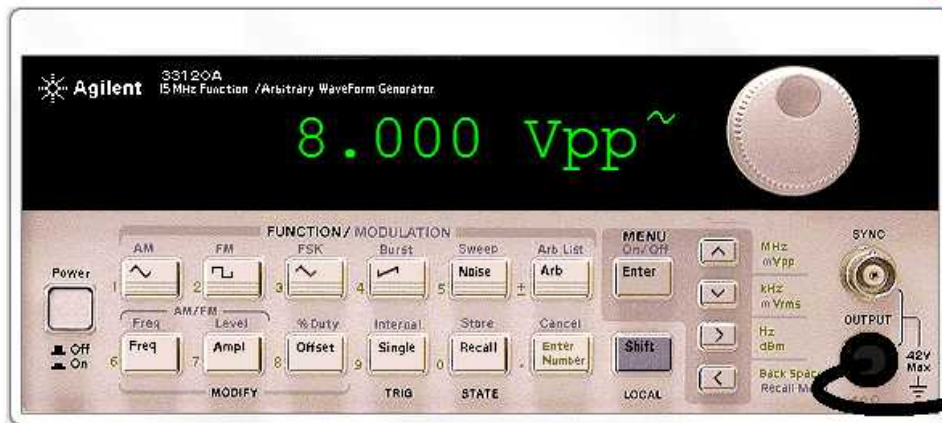 Agilent
33120A
15 MHz Function / Arbitrary WaveForm Genorator
8.000 Vpp~
FUNCTION / MODULATION
MENU
SYNC
AM FM FSK Burst Sweep Arb List On/Off
MHz
mVpp
Power
1 2 3 4 5 Noise ± Arb Enter
kHz
mVrms
AM/FM
OUTPUT
Freq Level % Duty Internal Store Cancel
Hz
dBm
Off
On
6 Freq 7 Ampl 8 Offset 9 Single 0 Recall . Enter Number Shift
42V
Max
Back Spac
Recall M
MODIFY TRIG STATE LOCAL